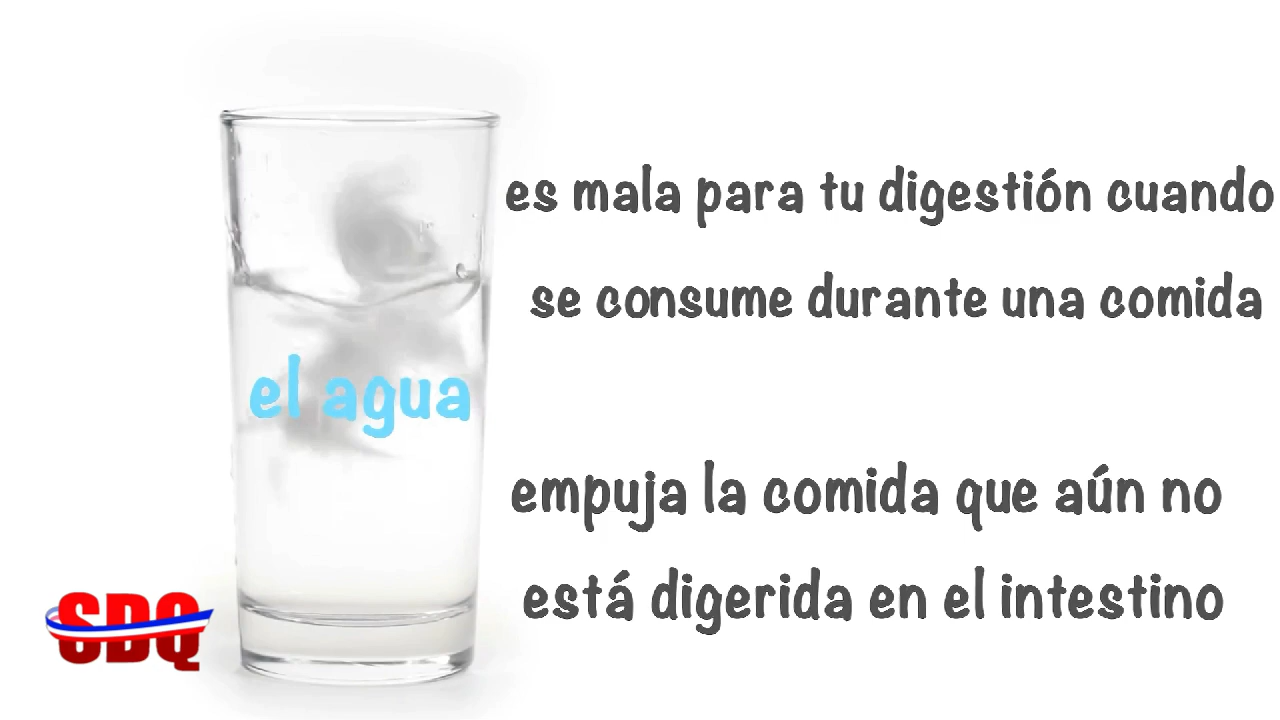 el agua
es mala para tu digestión cuando
se consume durante una comida
empuja la comida que aún no
está digerida en el intestino
SDQ